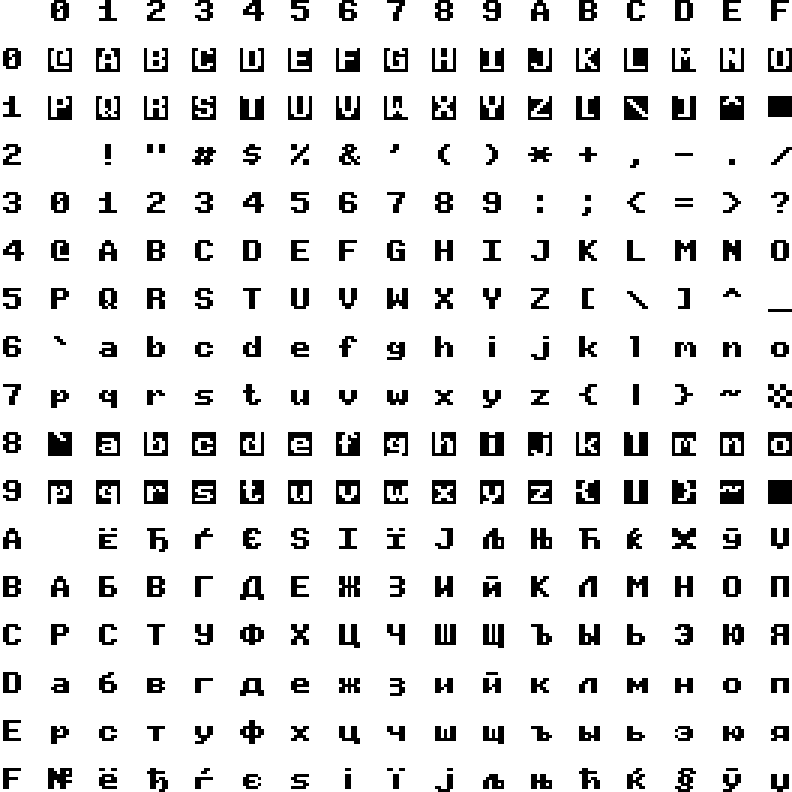 0 1 2 3 4 5 6 7 8 9 A B C D E F
0 @ A B C D E F G H I J K L M N O
1 P Q R S T U V W X Y Z [ \ ] ^ _
2 ! " # $ % & ' ( ) * + , - . /
3 0 1 2 3 4 5 6 7 8 9 : ; < = > ?
4 @ A B C D E F G H I J K L M N O
5 P Q R S T U V W X Y Z [ \ ] ^ _
6 ` a b c d e f g h i j k l m n o
7 p q r s t u v w x y z { | } ~ ▒
8 ` a b c d e f g h i j k l m n o
9 p q r s t u v w x y z { | } ~ █
A Ё Ђ Ѓ Є Ѕ І Ї Ј Љ Њ Ћ Ќ Ў Џ
B А Б В Г Д Е Ж З И Й К Л М Н О П
C Р С Т У Ф Х Ц Ч Ш Щ Ъ Ы Ь Э Ю Я
D а б в г д е ж з и й к л м н о п
E р с т у ф х ц ч ш щ ъ ы ь э ю я
F № ё ђ ѓ є ѕ і ї ј љ њ ћ ќ § ў џ